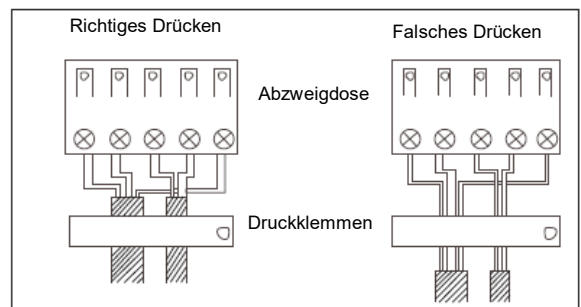 Richtiges Drücken
Falsches Drücken
Abzweigdose
Druckklemmen